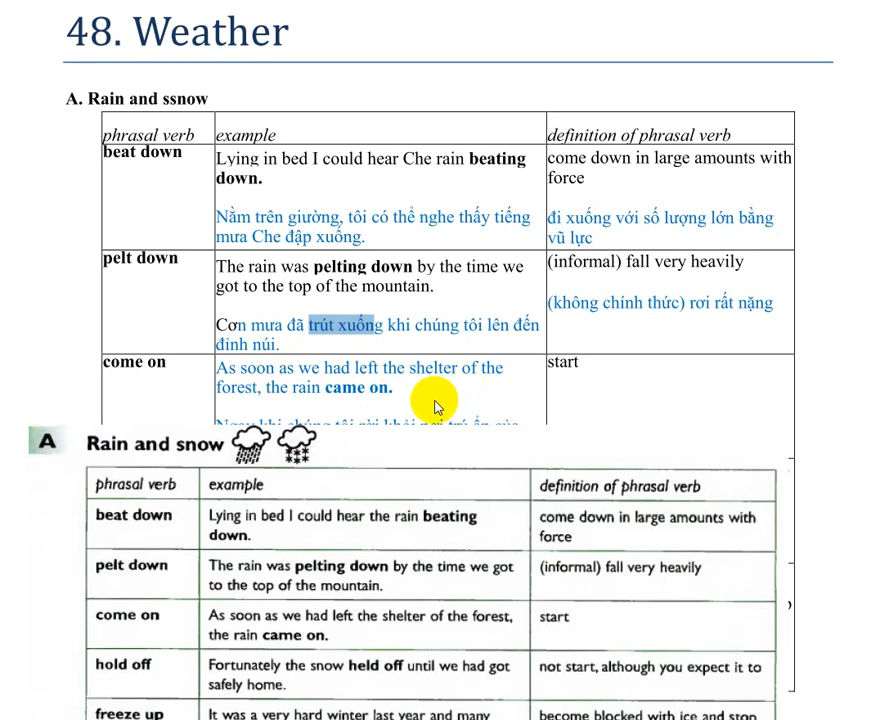 48. Weather
A. Rain and ssnow
phrasal verb example definition of phrasal verb
beat down
Lying in bed I could hear Che rain beating
down.
Nằm trên giường, tôi có thể nghe thấy tiếng
mưa Che đập xuống.
come down in large amounts with
force
đi xuống với số lượng lớn bằng
vũ lực
pelt down
The rain was pelting down by the time we
got to the top of the mountain.
Cơn mưa đã trút xuống khi chúng tôi lên đến
đỉnh núi.
(informal) fall very heavily
(không chính thức) rơi rất nặng
come on
As soon as we had left the shelter of the
forest, the rain came on.
start
A Rain and snow
phrasal verb example definition of phrasal verb
beat down
Lying in bed I could hear the rain beating
down.
come down in large amounts with
force
pelt down
The rain was pelting down by the time we got
to the top of the mountain.
(informal) fall very heavily
come on
As soon as we had left the shelter of the forest,
the rain came on.
start
hold off
Fortunately the snow held off until we had got
safely home.
not start, although you expect it to
freeze up
It was a very hard winter last year and many
become blocked with ice and stop